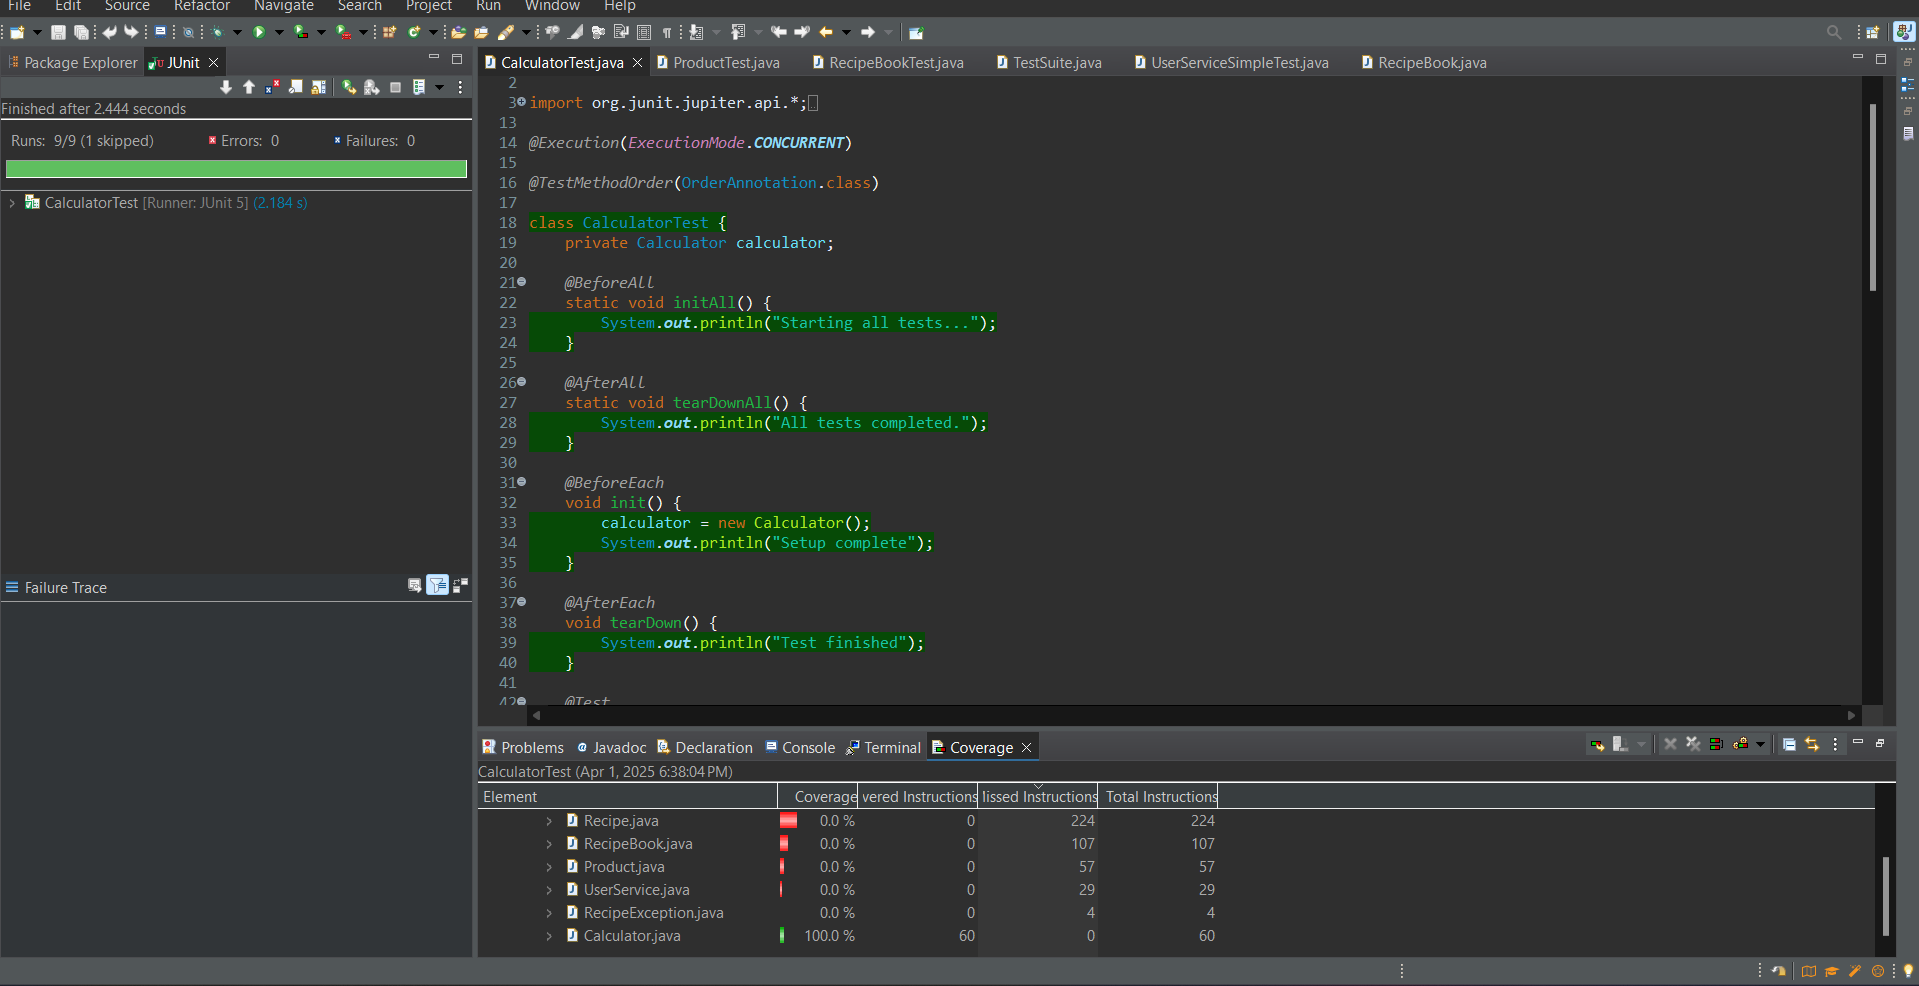 File Edit Source Refactor Navigate Search Project Run Window Help
Package Explorer JUnit
CalculatorTest.java ProductTest.java RecipeBookTest.java TestSuite.java UserServiceSimpleTest.java RecipeBook.java
Finished after 2.444 seconds
Runs: 9/9 (1 skipped) Errors: 0 Failures: 0
CalculatorTest [Runner: JUnit 5] (2.184 s)
Failure Trace
2
3 import org.junit.jupiter.api.*;
13
14 @Execution(ExecutionMode.CONCURRENT)
15
16 @TestMethodOrder(OrderAnnotation.class)
17
18 class CalculatorTest {
19 private Calculator calculator;
20
21 @BeforeAll
22 static void initAll() {
23 System.out.println("Starting all tests...");
24 }
25
26 @AfterAll
27 static void tearDownAll() {
28 System.out.println("All tests completed.");
29 }
30
31 @BeforeEach
32 void init() {
33 calculator = new Calculator();
34 System.out.println("Setup complete");
35 }
36
37 @AfterEach
38 void tearDown() {
39 System.out.println("Test finished");
40 }
41
42 @Test
Problems Javadoc Declaration Console Terminal Coverage
CalculatorTest (Apr 1, 2025 6:38:04 PM)
Element Coverage vered Instructions lissed Instructions Total Instructions
Recipe.java 0.0 % 0 224 224
RecipeBook.java 0.0 % 0 107 107
Product.java 0.0 % 0 57 57
UserService.java 0.0 % 0 29 29
RecipeException.java 0.0 % 0 4 4
Calculator.java 100.0 % 60 0 60